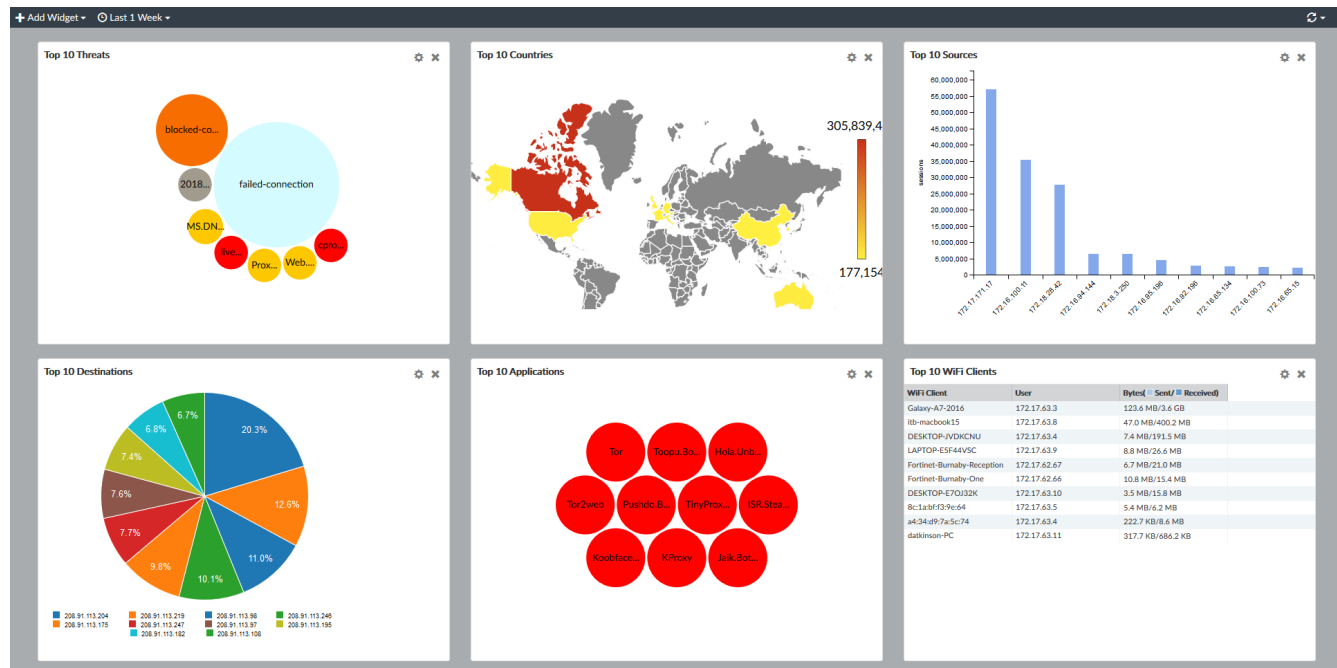 Add Widget
Last 1 Week
Top 10 Threats
blocked-co...
failed-connection
2018...
MS.DN...
live...
Prox...
Web....
cpro...
Top 10 Countries
305,839,4
177,154
Top 10 Sources
60,000,000
55,000,000
50,000,000
45,000,000
40,000,000
35,000,000
30,000,000
25,000,000
20,000,000
15,000,000
10,000,000
5,000,000
0
sessions
172.17.171.17
172.16.100.11
172.18.28.42
172.16.94.144
172.18.3.250
172.16.95.196
172.16.92.196
172.16.65.134
172.16.100.73
172.16.65.15
Top 10 Destinations
20.3%
12.6%
11.0%
10.1%
9.8%
7.7%
7.6%
7.4%
6.8%
6.7%
208.91.113.204 208.91.113.219 208.91.113.98 208.91.113.246
208.91.113.175 208.91.113.247 208.91.113.97 208.91.113.195
208.91.113.182 208.91.113.108
Top 10 Applications
Tor Toopu.Bo... Hola.Unb...
Tor2web Pushdo.B... TinyProx... ISR.Stea...
Koobface... KProxy Jaik.Bot...
Top 10 WiFi Clients
WiFi Client User Bytes( Sent/ Received)
Galaxy-A7-2016 172.17.63.3 123.6 MB/3.6 GB
itb-macbook15 172.17.63.8 47.0 MB/400.2 MB
DESKTOP-JVDKCNU 172.17.63.4 7.4 MB/191.5 MB
LAPTOP-E5F44VSC 172.17.63.9 8.8 MB/26.6 MB
Fortinet-Burnaby-Reception 172.17.62.67 6.7 MB/21.0 MB
Fortinet-Burnaby-One 172.17.62.66 10.8 MB/15.4 MB
DESKTOP-E7OJ32K 172.17.63.10 3.5 MB/15.8 MB
8c:1a:bf:f3:9e:64 172.17.63.5 5.4 MB/6.2 MB
a4:34:d9:7a:5c:74 172.17.63.4 222.7 KB/8.6 MB
datkinson-PC 172.17.63.11 317.7 KB/686.2 KB